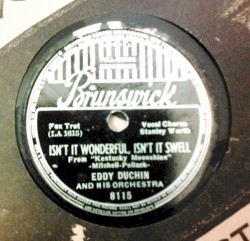 Brunswick
Fox Trot
(LA 1615)
Vocal Chorus
Stanley Worth
ISN'T IT WONDERFUL, ISN'T IT SWELL
From "Kentucky Moonshine"
-Mitchell-Pollack-
EDDY DUCHIN
AND HIS ORCHESTRA
8115